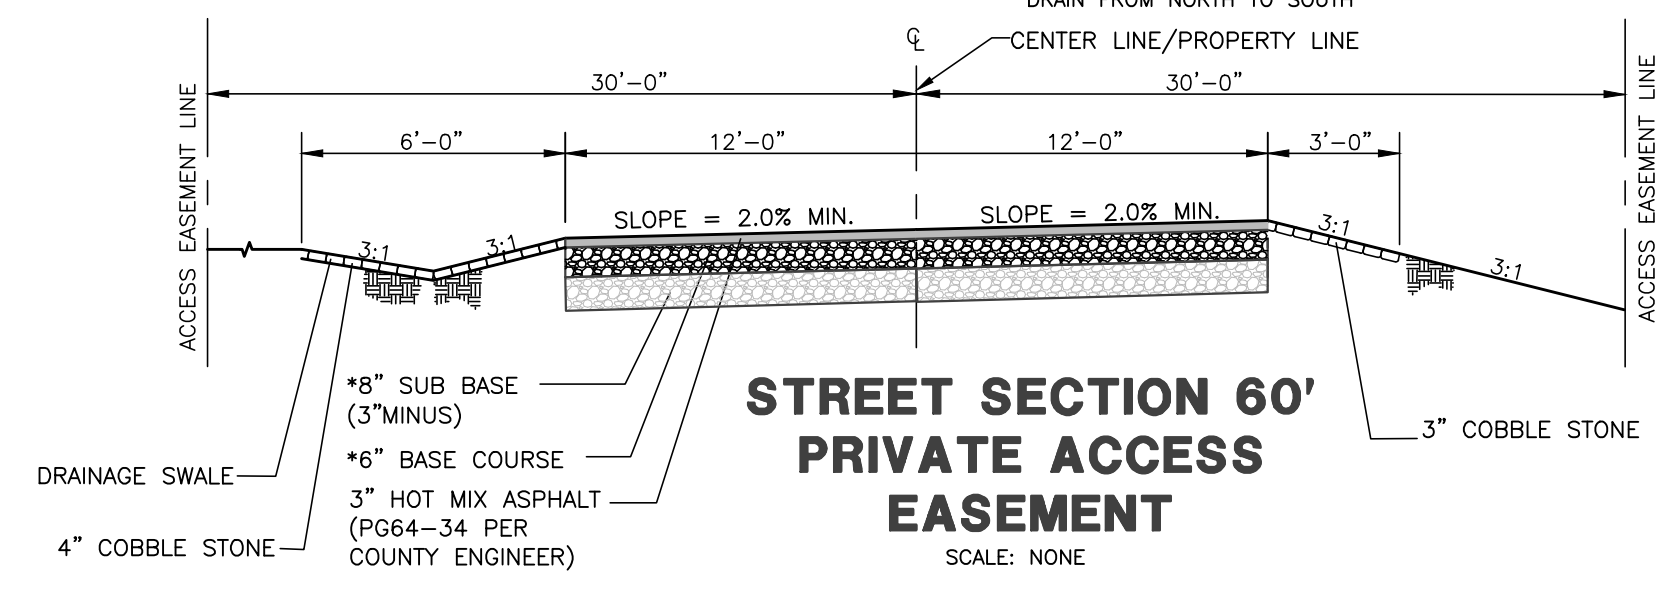 DRAIN FROM NORTH TO SOUTH
CL
CENTER LINE/PROPERTY LINE
30'-0"
30'-0"
6'-0"
12'-0"
12'-0"
3'-0"
ACCESS EASEMENT LINE
ACCESS EASEMENT LINE
SLOPE = 2.0% MIN.
SLOPE = 2.0% MIN.
3:1
3:1
3:1
3:1
*8" SUB BASE
(3"MINUS)
*6" BASE COURSE
3" HOT MIX ASPHALT
(PG64-34 PER
COUNTY ENGINEER)
DRAINAGE SWALE
4" COBBLE STONE
3" COBBLE STONE
STREET SECTION 60'
PRIVATE ACCESS
EASEMENT
SCALE: NONE